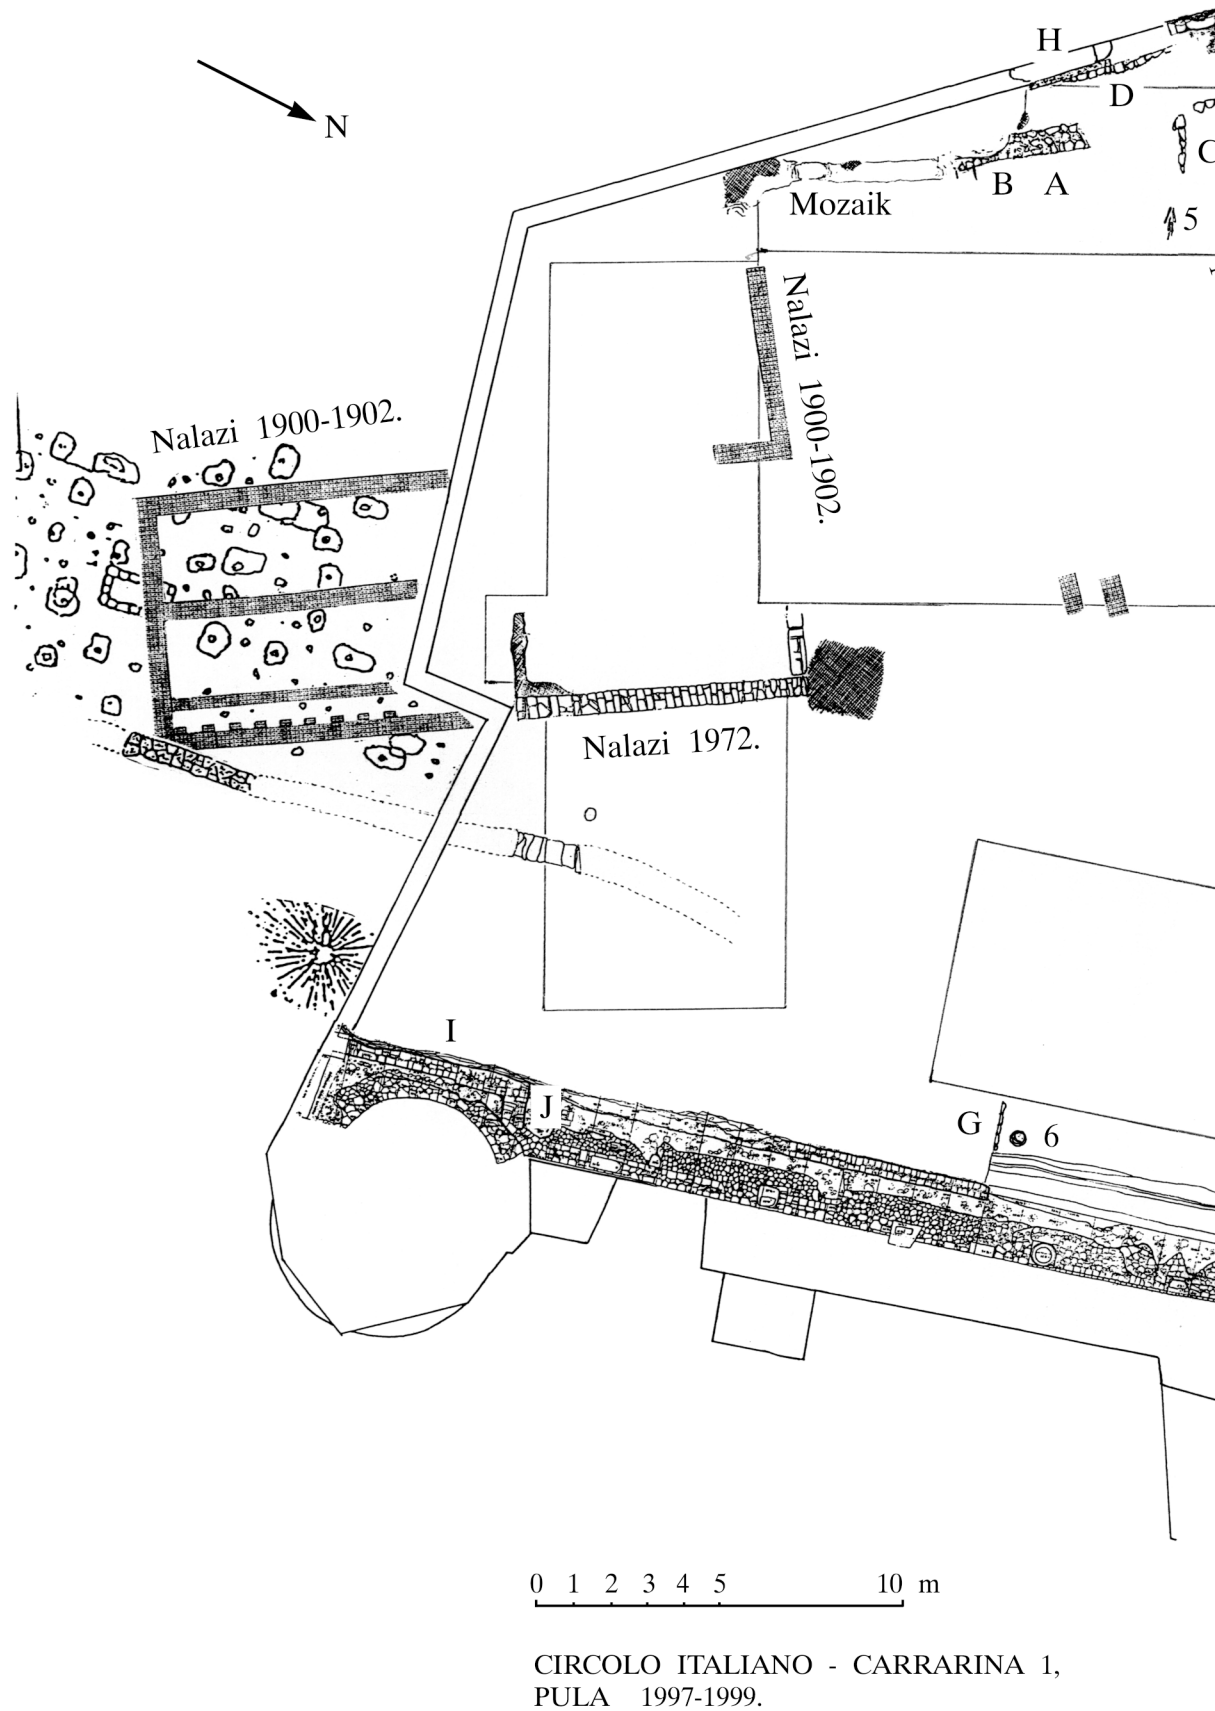 H
N
D
C
B A
Mozaik
5
Nalazi 1900-1902.
Nalazi 1900-1902.
Nalazi 1972.
I
J
G 6
0 1 2 3 4 5 10 m
CIRCOLO ITALIANO - CARRARINA 1,
PULA 1997-1999.